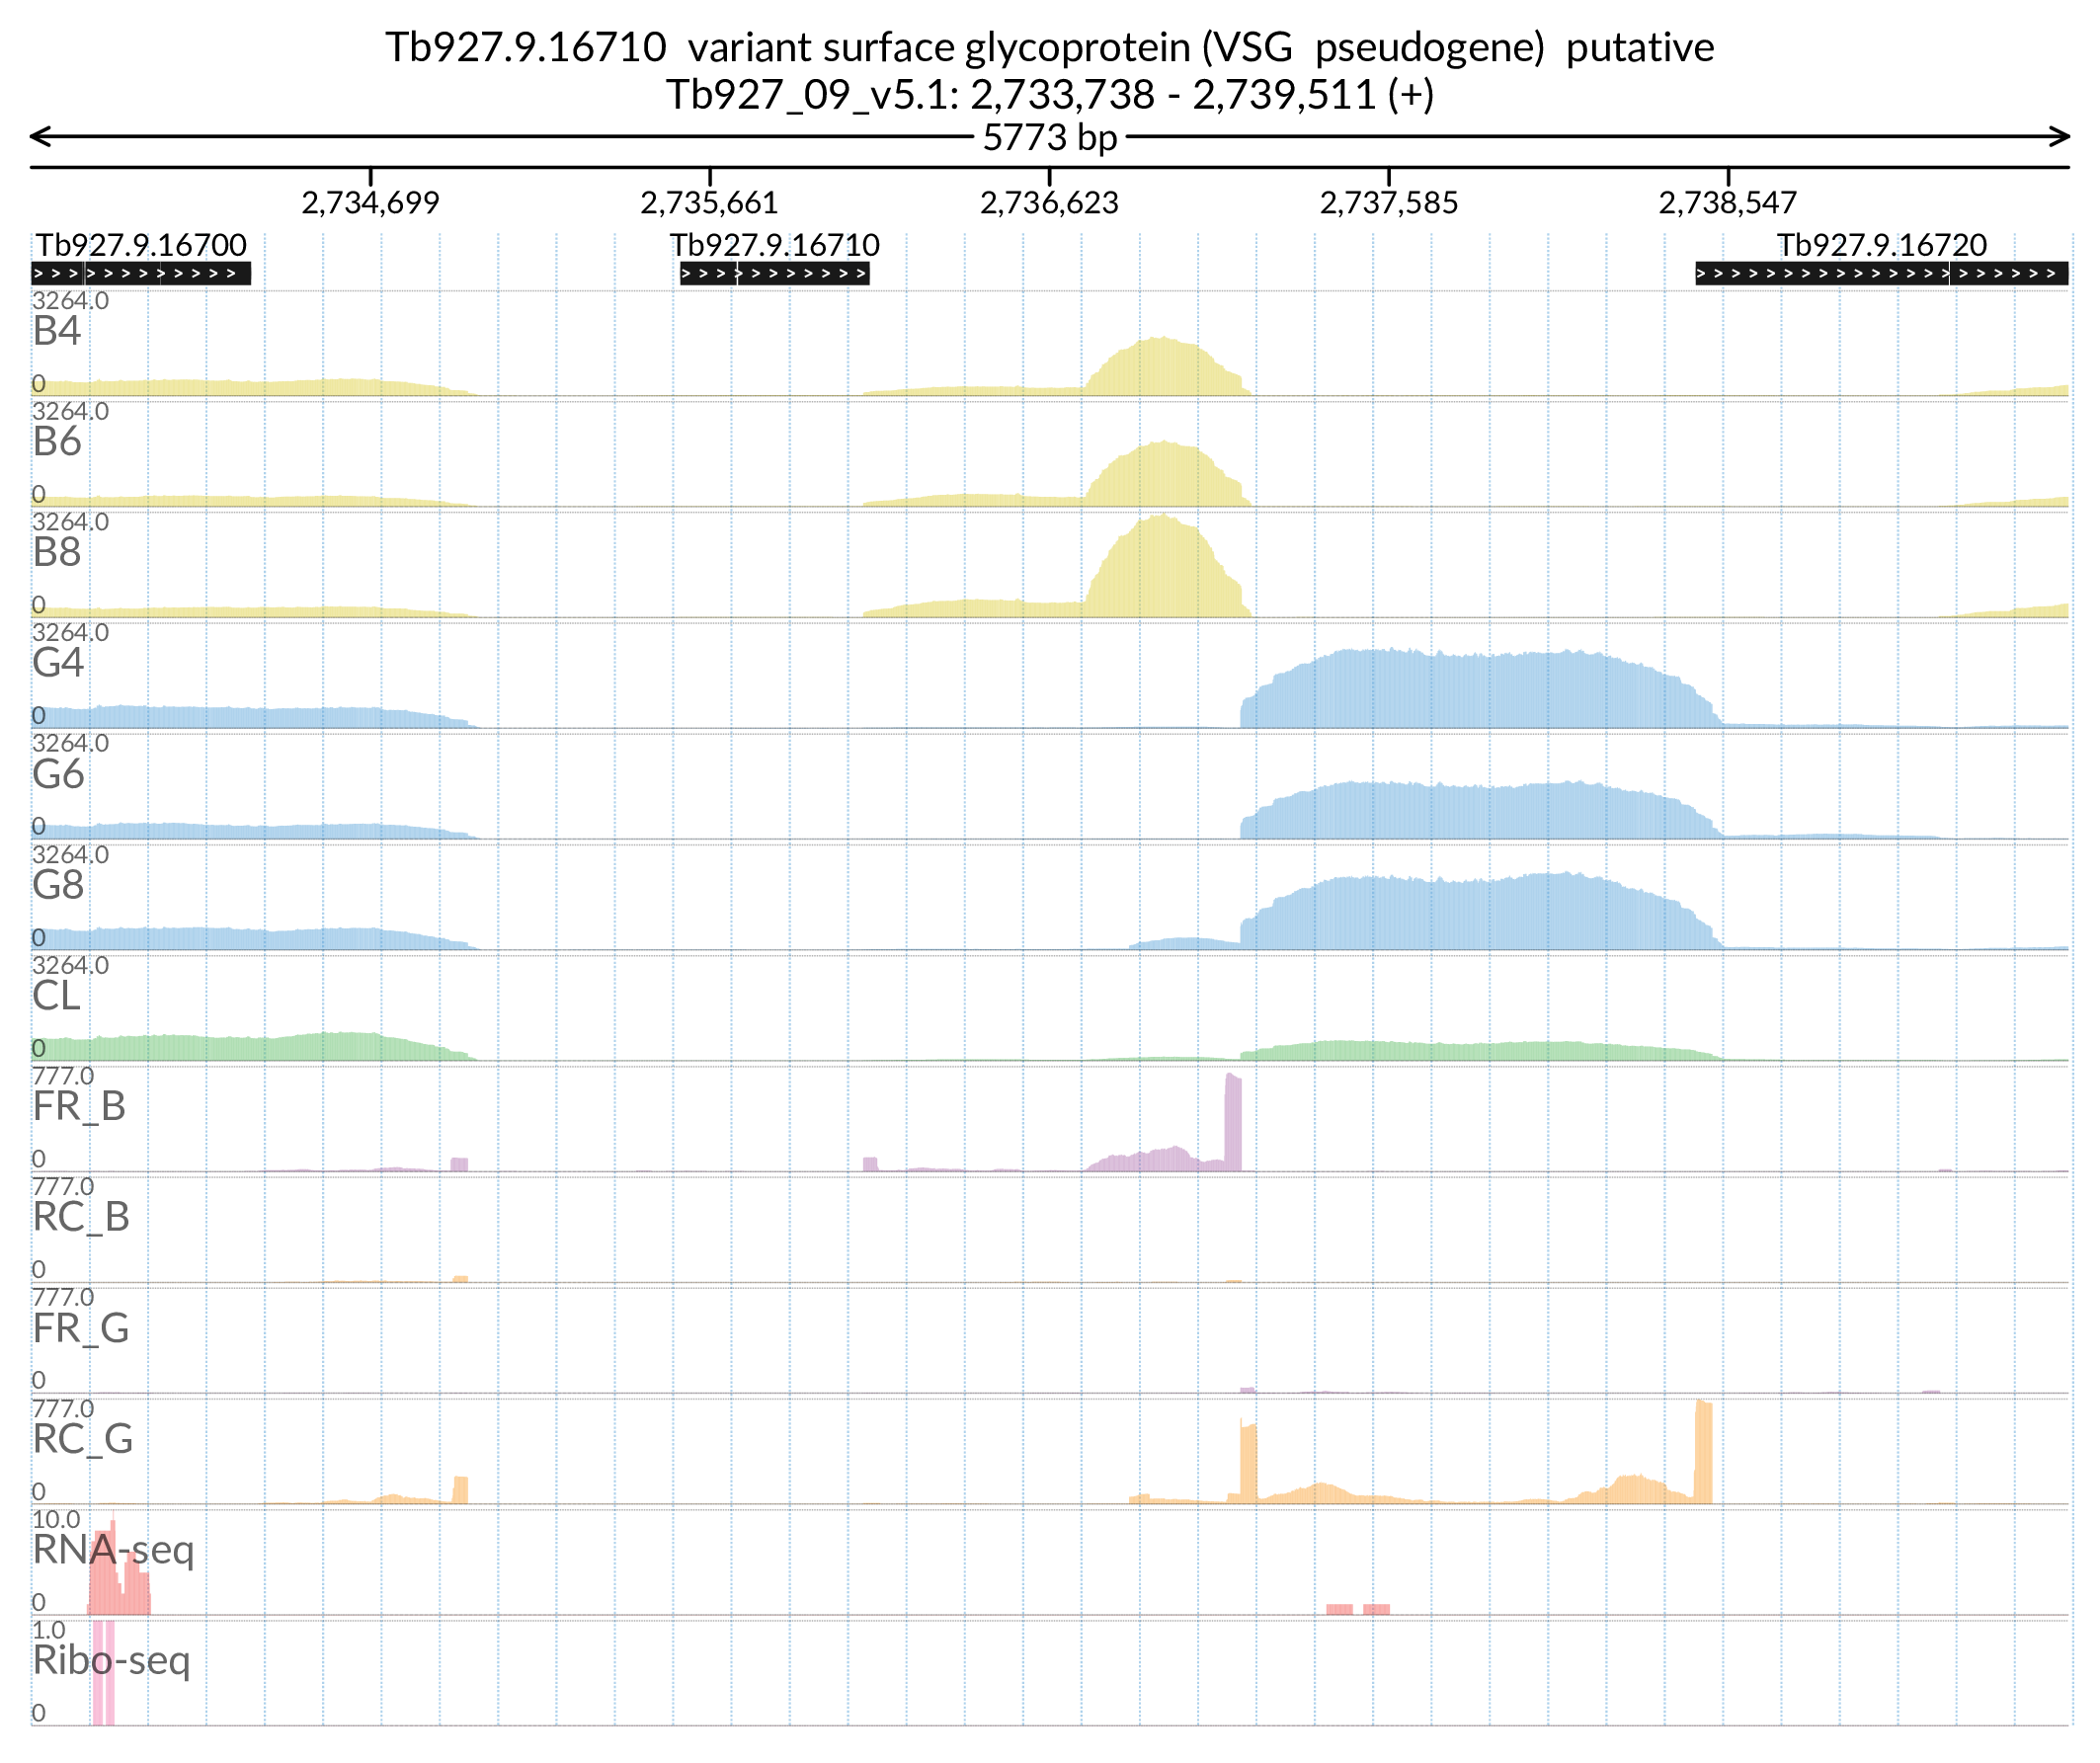 Tb927.9.16710  variant surface glycoprotein (VSG  pseudogene)  putative
Tb927_09_v5.1: 2,733,738 - 2,739,511 (+)
5773 bp
2,734,699 2,735,661 2,736,623 2,737,585 2,738,547
Tb927.9.16700 Tb927.9.16710 Tb927.9.16720
3264.0
B4
0
3264.0
B6
0
3264.0
B8
0
3264.0
G4
0
3264.0
G6
0
3264.0
G8
0
3264.0
CL
0
777.0
FR_B
0
777.0
RC_B
0
777.0
FR_G
0
777.0
RC_G
0
10.0
RNA-seq
0
1.0
Ribo-seq
0